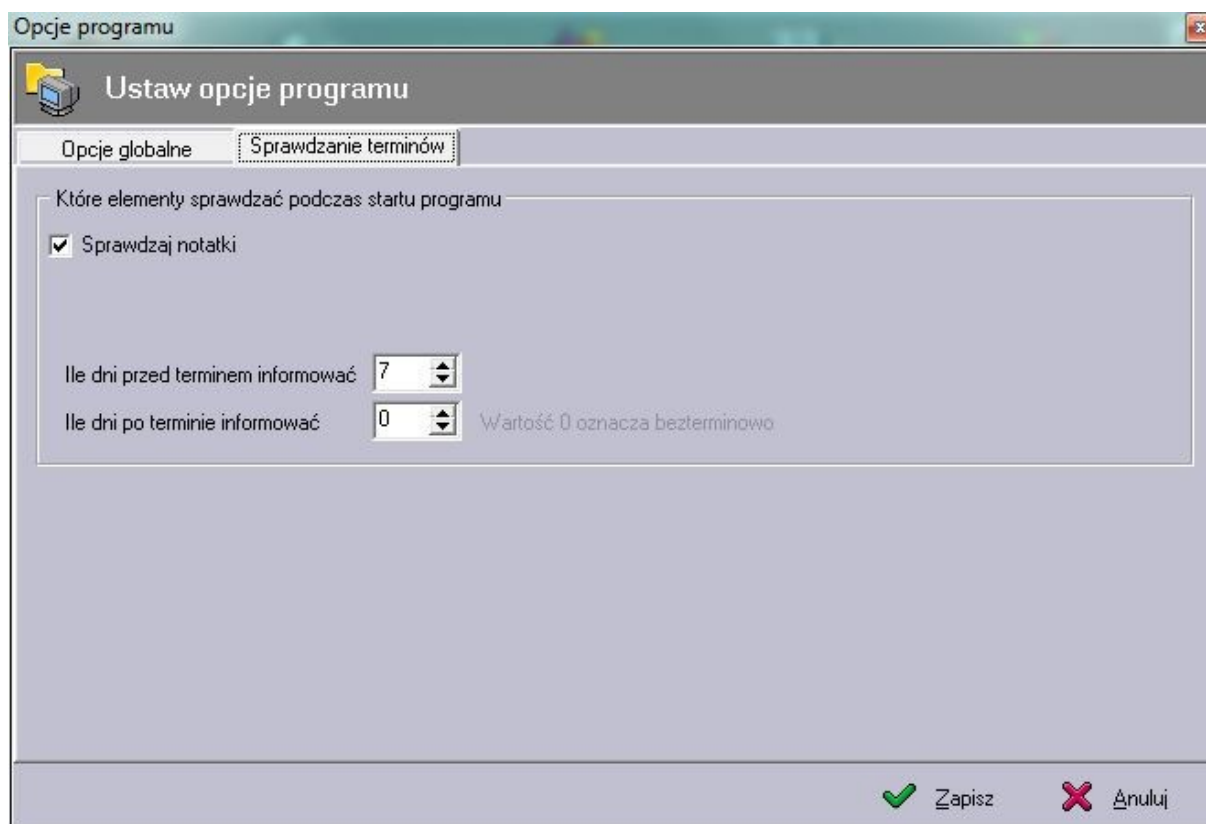 Opcje programu
Ustaw opcje programu
Opcje globalne
Sprawdzanie terminów
Które elementy sprawdzać podczas startu programu
Sprawdzaj notatki
Ile dni przed terminem informować 7
Ile dni po terminie informować 0 Wartość 0 oznacza bezterminowo
Zapisz Anuluj